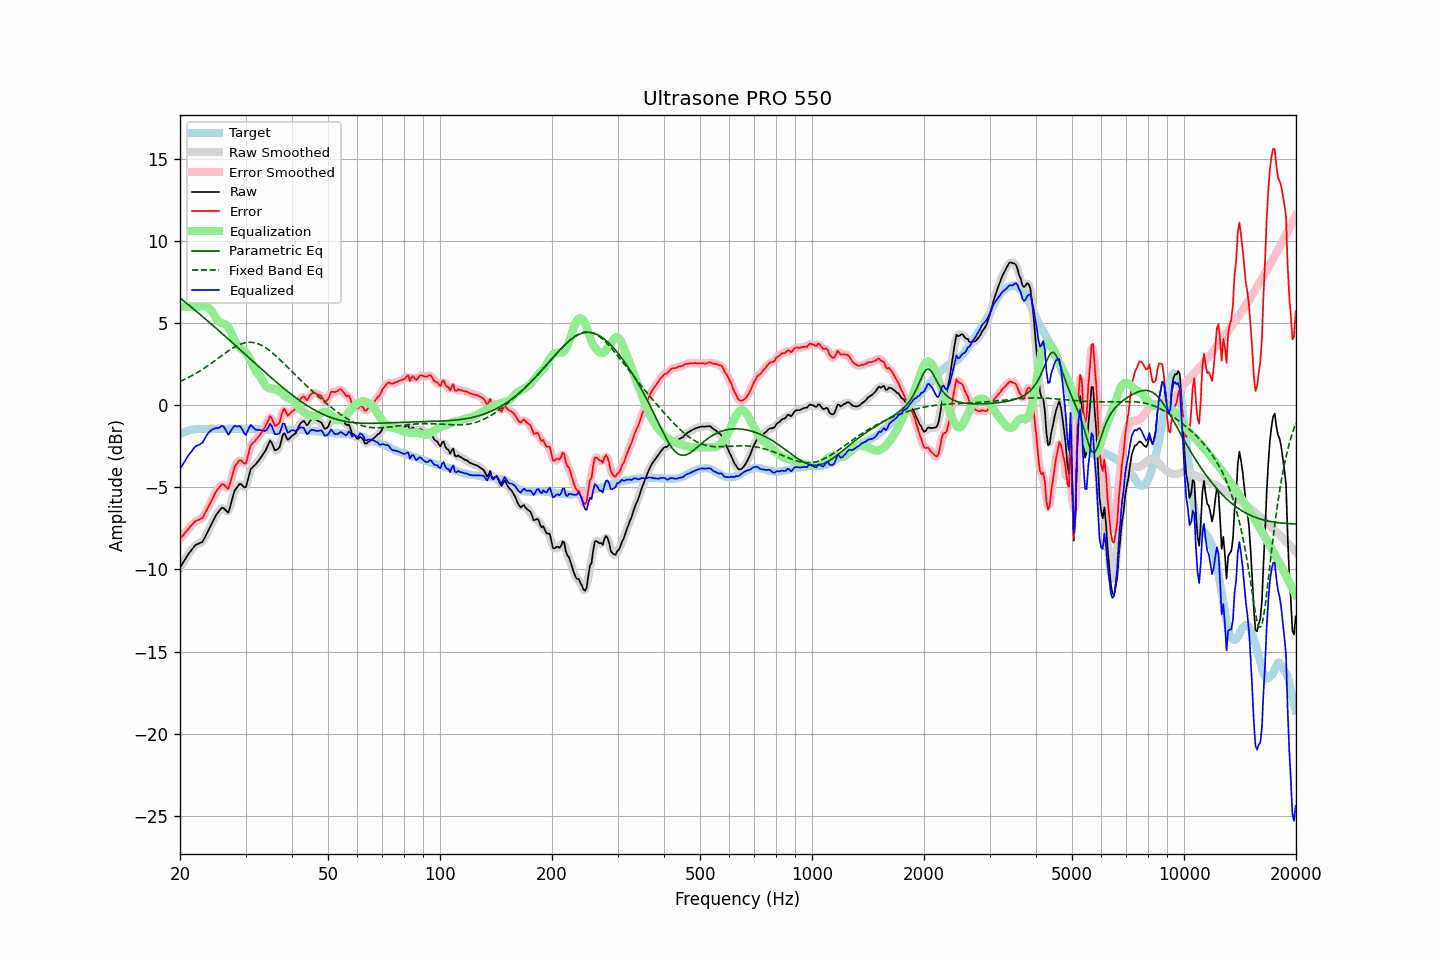 Ultrasone PRO 550
Target
Raw Smoothed
Error Smoothed
Raw
Error
Equalization
Parametric Eq
Fixed Band Eq
Equalized
Amplitude (dBr)
15
10
5
0
−5
−10
−15
−20
−25
20 50 100 200 500 1000 2000 5000 10000 20000
Frequency (Hz)